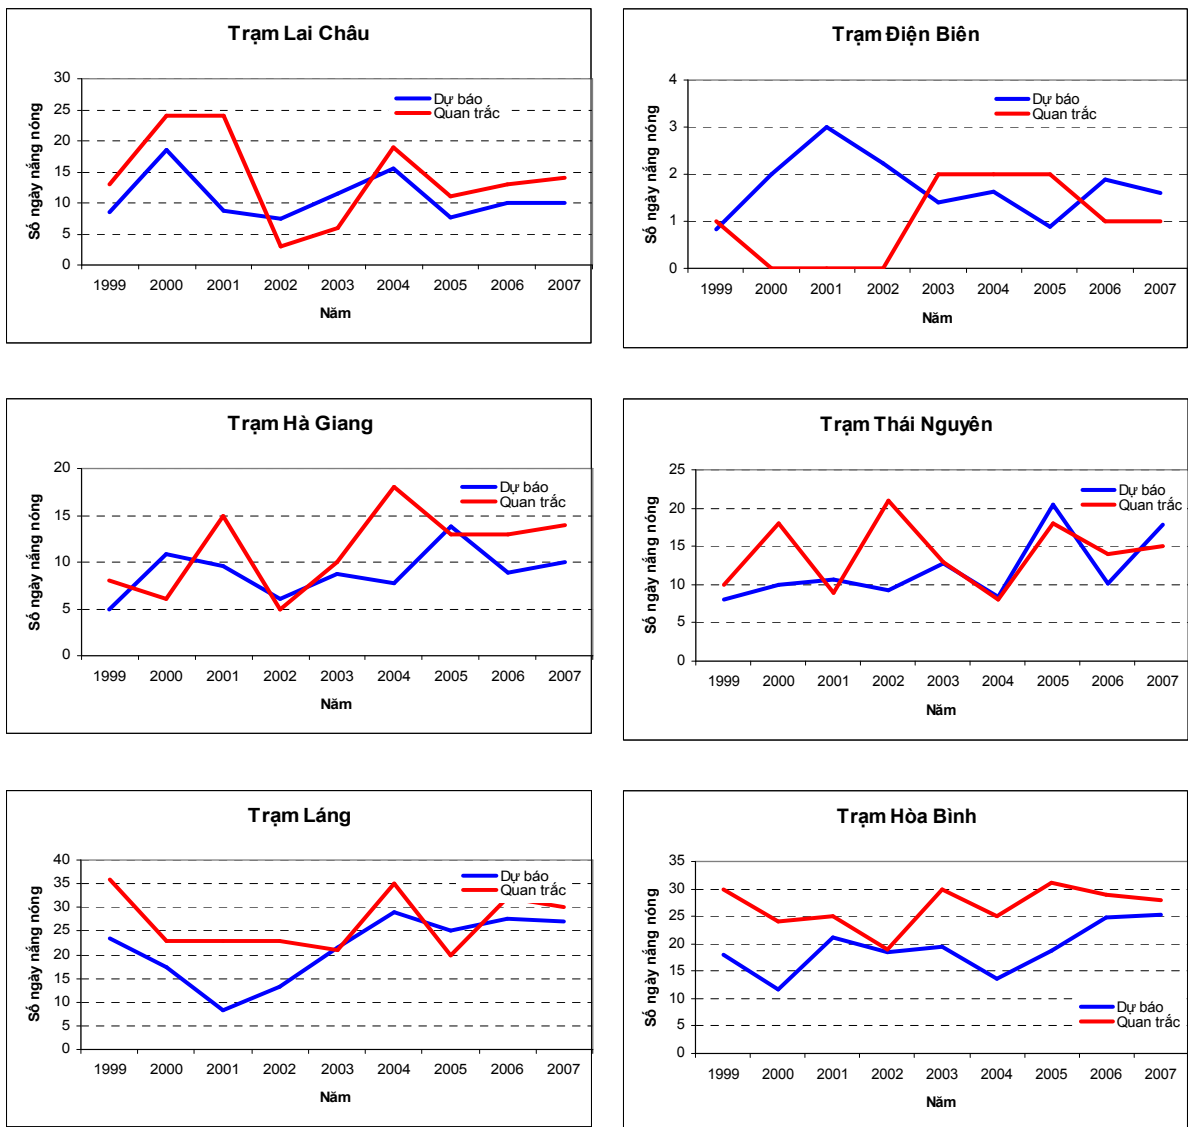 Trạm Lai Châu
Số ngày nắng nóng
30
25
20
15
10
5
0
Dự báo
Quan trắc
1999 2000 2001 2002 2003 2004 2005 2006 2007
Năm
Trạm Điện Biên
Số ngày nắng nóng
4
3
2
1
0
Dự báo
Quan trắc
1999 2000 2001 2002 2003 2004 2005 2006 2007
Năm
Trạm Hà Giang
Số ngày nắng nóng
20
15
10
5
0
Dự báo
Quan trắc
1999 2000 2001 2002 2003 2004 2005 2006 2007
Năm
Trạm Thái Nguyên
Số ngày nắng nóng
25
20
15
10
5
0
Dự báo
Quan trắc
1999 2000 2001 2002 2003 2004 2005 2006 2007
Năm
Trạm Láng
Số ngày nắng nóng
40
35
30
25
20
15
10
5
0
Dự báo
Quan trắc
1999 2000 2001 2002 2003 2004 2005 2006 2007
Năm
Trạm Hòa Bình
Số ngày nắng nóng
35
30
25
20
15
10
5
0
Dự báo
Quan trắc
1999 2000 2001 2002 2003 2004 2005 2006 2007
Năm